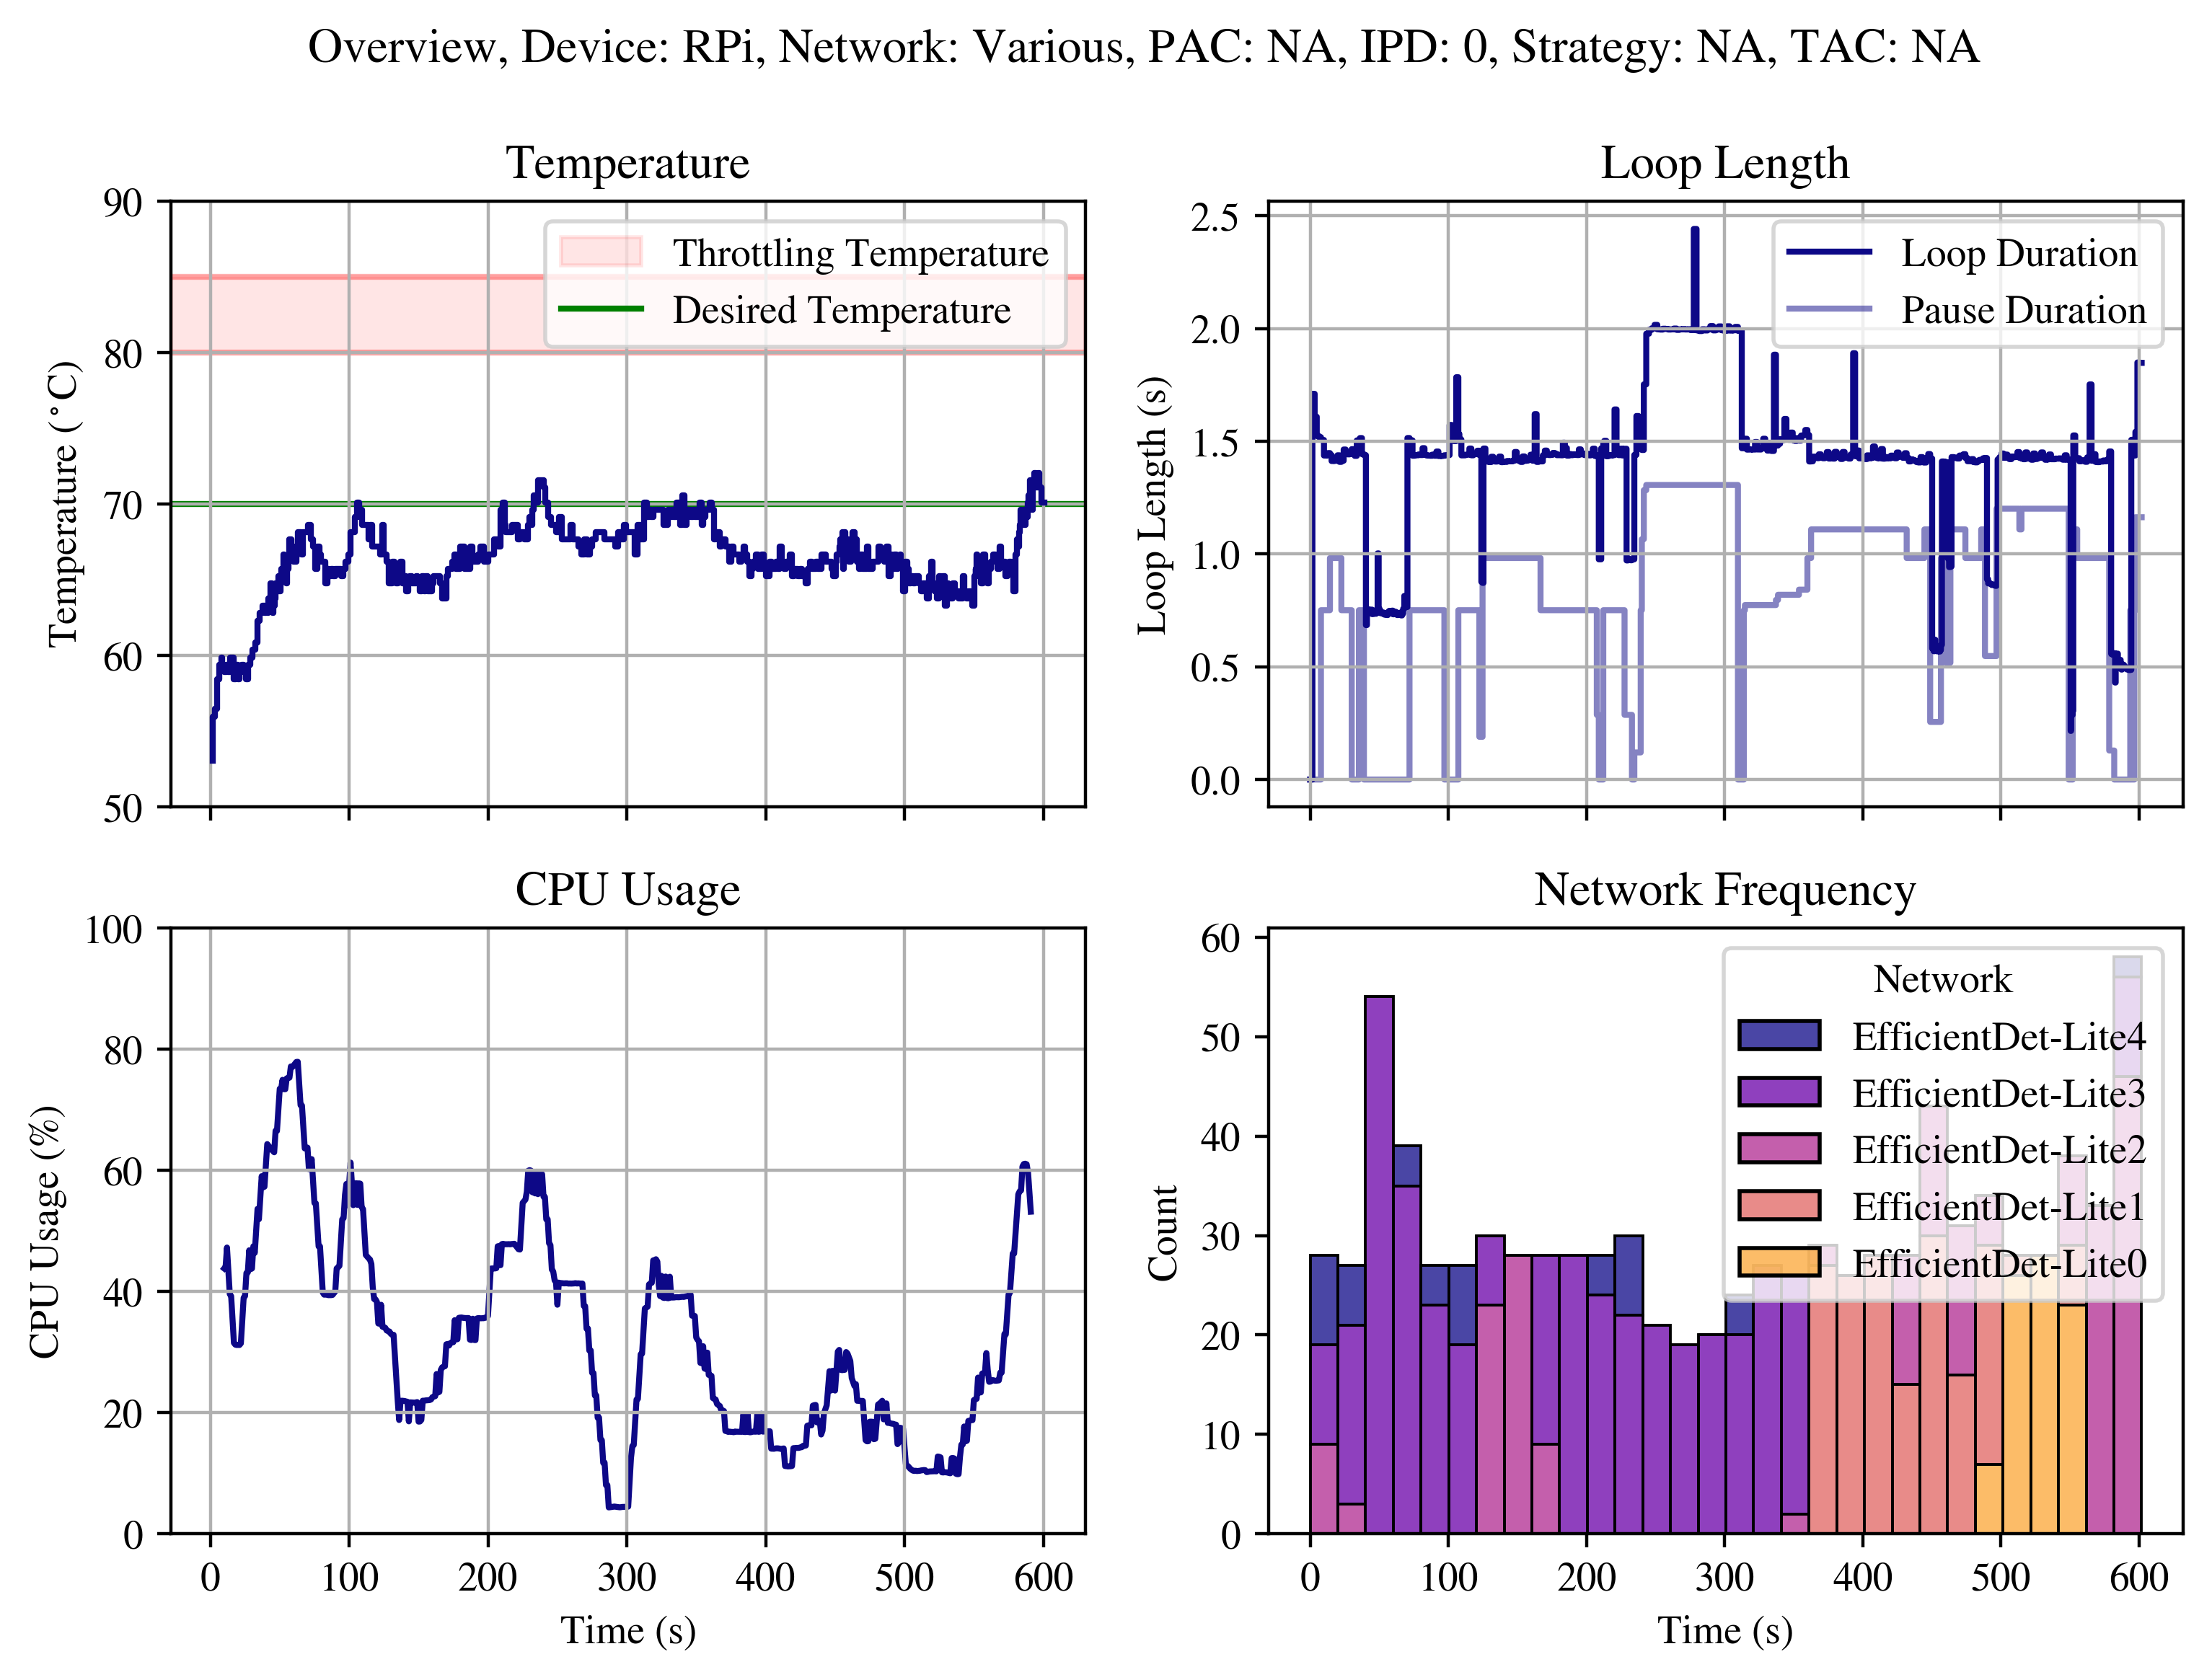 Overview, Device: RPi, Network: Various, PAC: NA, IPD: 0, Strategy: NA, TAC: NA
Temperature
90
80
70
60
50
Temperature (°C)
Throttling Temperature
Desired Temperature
Loop Length
2.5
2.0
1.5
1.0
0.5
0.0
Loop Length (s)
Loop Duration
Pause Duration
CPU Usage
100
80
60
40
20
0
CPU Usage (%)
0 100 200 300 400 500 600
Time (s)
Network Frequency
60
50
40
30
20
10
0
Count
Network
EfficientDet-Lite4
EfficientDet-Lite3
EfficientDet-Lite2
EfficientDet-Lite1
EfficientDet-Lite0
0 100 200 300 400 500 600
Time (s)